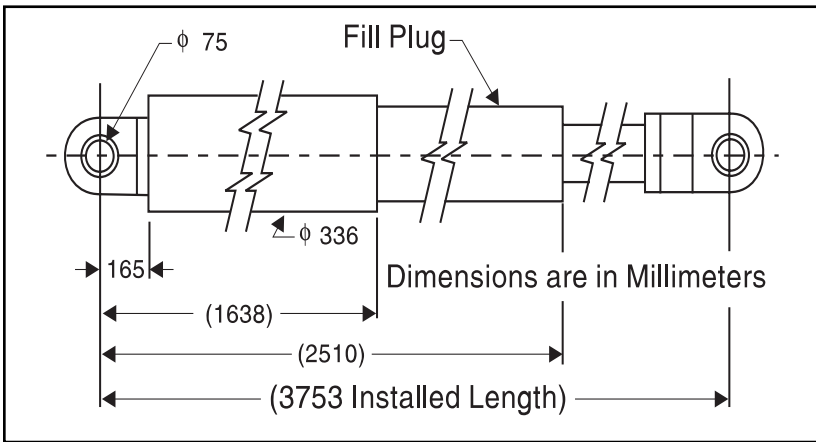 ϕ 75
Fill Plug
ϕ 336
165
Dimensions are in Millimeters
(1638)
(2510)
(3753 Installed Length)